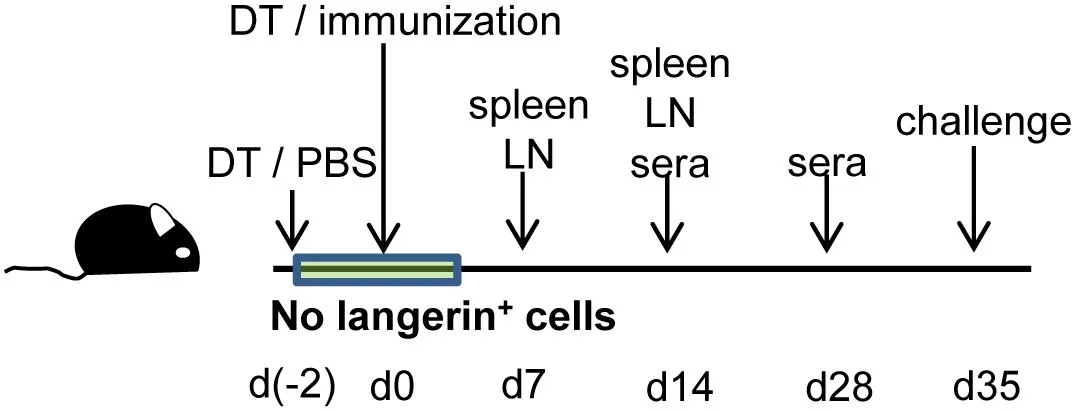 DT / immunization
spleen
LN
sera
spleen
LN
challenge
DT / PBS
sera
No langerin⁺ cells
d(-2) d0 d7 d14 d28 d35